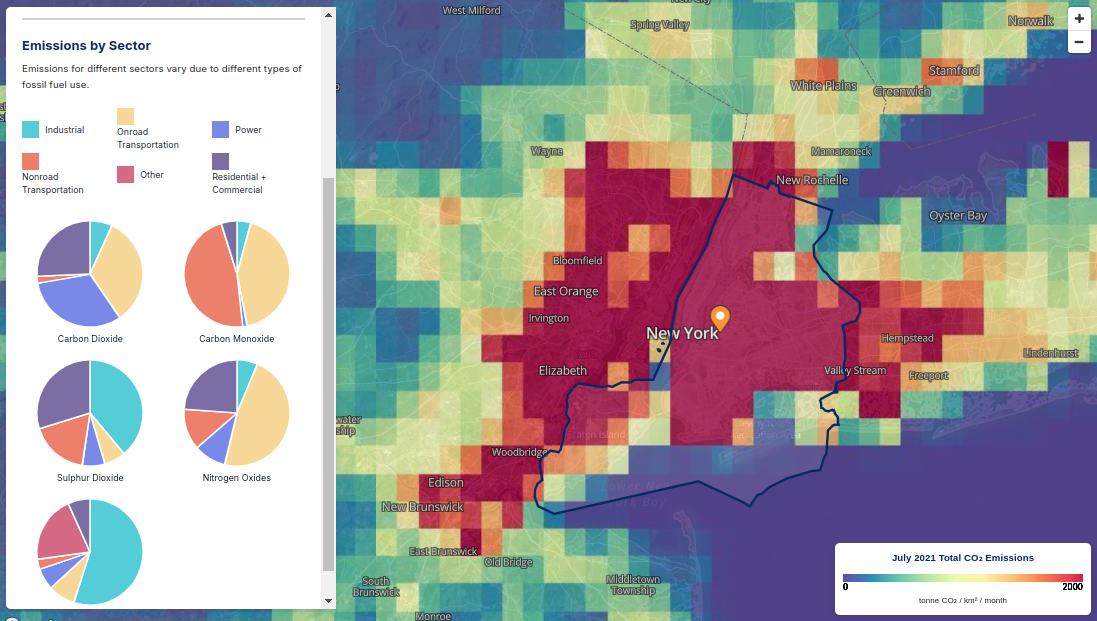 Emissions by Sector
Emissions for different sectors vary due to different types of
fossil fuel use.
Industrial
Onroad
Transportation
Power
Nonroad
Transportation
Other
Residential +
Commercial
Carbon Dioxide
Carbon Monoxide
Sulphur Dioxide
Nitrogen Oxides
West Milford
Spring Valley
Norwalk
White Plains
Stamford
Greenwich
Wayne
Mamaroneck
New Rochelle
Oyster Bay
Bloomfield
East Orange
Irvington
New York
Hempstead
Lindenhurst
Elizabeth
Valley Stream
Freeport
Woodbridge
Edison
New Brunswick
East Brunswick
Old Bridge
South
Brunswick
Middletown
Township
Monroe
+
−
July 2021 Total CO₂ Emissions
0
2000
tonne CO₂ / km² / month